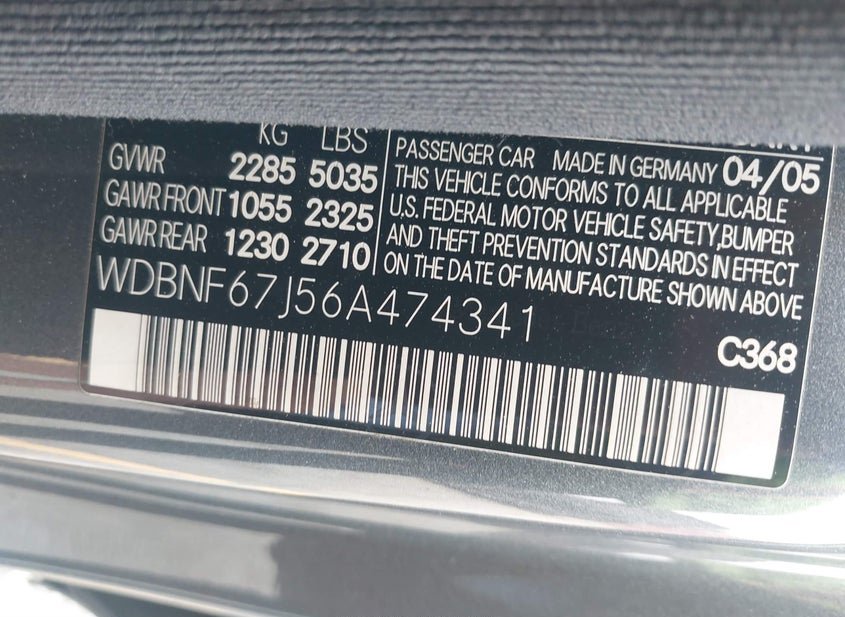 KG LBS
GVWR 2285 5035
GAWR FRONT 1055 2325
GAWR REAR 1230 2710
PASSENGER CAR MADE IN GERMANY 04/05
THIS VEHICLE CONFORMS TO ALL APPLICABLE
U.S. FEDERAL MOTOR VEHICLE SAFETY,BUMPER
AND THEFT PREVENTION STANDARDS IN EFFECT
ON THE DATE OF MANUFACTURE SHOWN ABOVE
WDBNF67J56A474341
C368